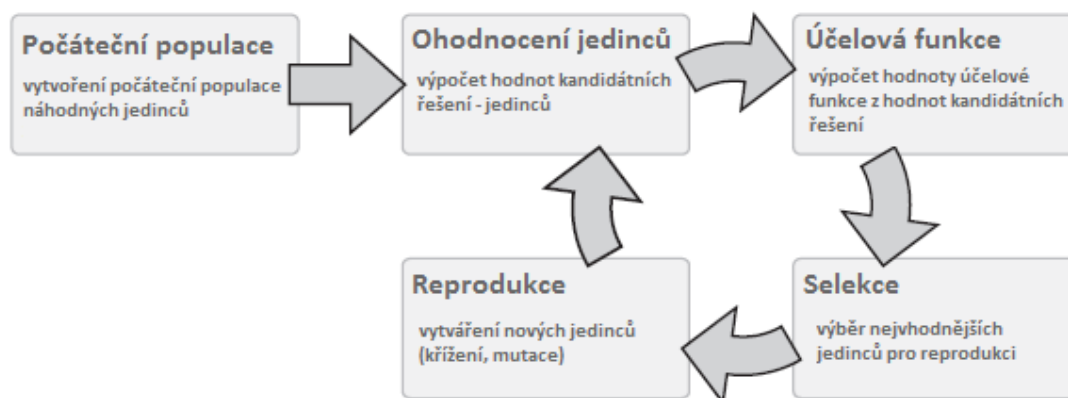 Počáteční populace
vytvoření počáteční populace
náhodných jedinců
Ohodnocení jedinců
výpočet hodnot kandidátních
řešení - jedinců
Účelová funkce
výpočet hodnoty účelové
funkce z hodnot kandidátních
řešení
Reprodukce
vytváření nových jedinců
(křížení, mutace)
Selekce
výběr nejvhodnějších
jedinců pro reprodukci